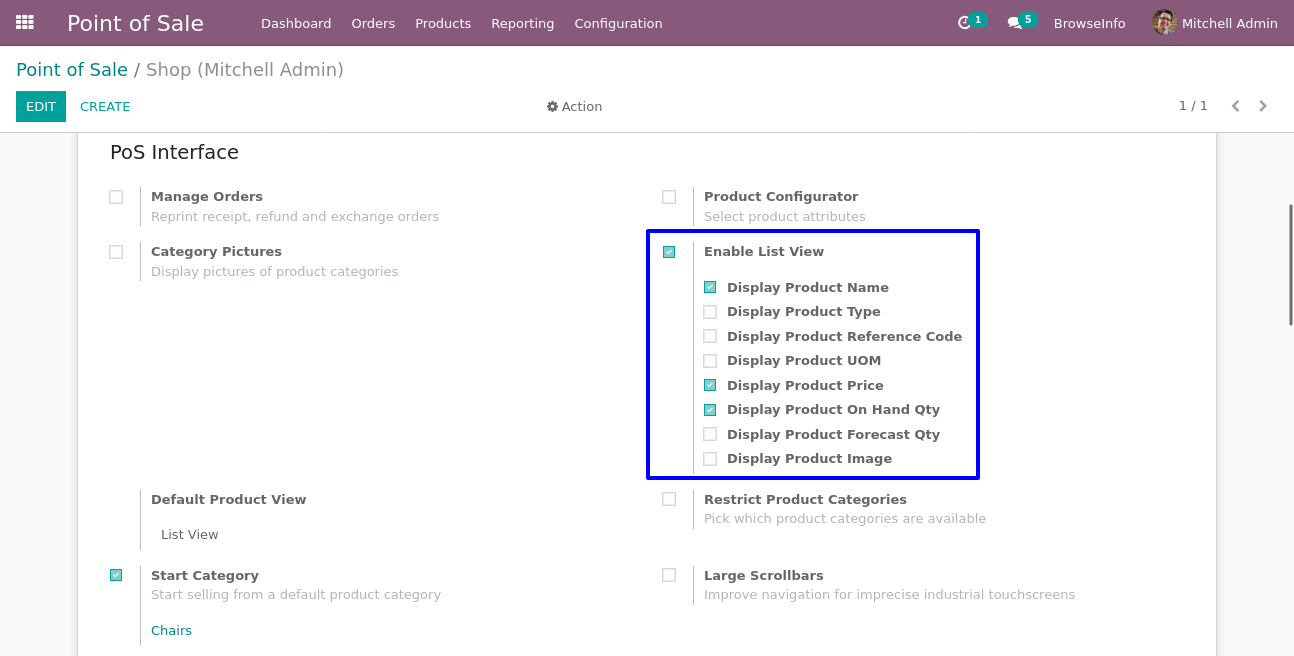 Point of Sale Dashboard Orders Products Reporting Configuration 1 5 BrowseInfo Mitchell Admin
Point of Sale / Shop (Mitchell Admin)
EDIT CREATE Action 1 / 1
PoS Interface
Manage Orders
Reprint receipt, refund and exchange orders
Product Configurator
Select product attributes
Category Pictures
Display pictures of product categories
Enable List View
Display Product Name
Display Product Type
Display Product Reference Code
Display Product UOM
Display Product Price
Display Product On Hand Qty
Display Product Forecast Qty
Display Product Image
Default Product View
List View
Restrict Product Categories
Pick which product categories are available
Start Category
Start selling from a default product category
Chairs
Large Scrollbars
Improve navigation for imprecise industrial touchscreens